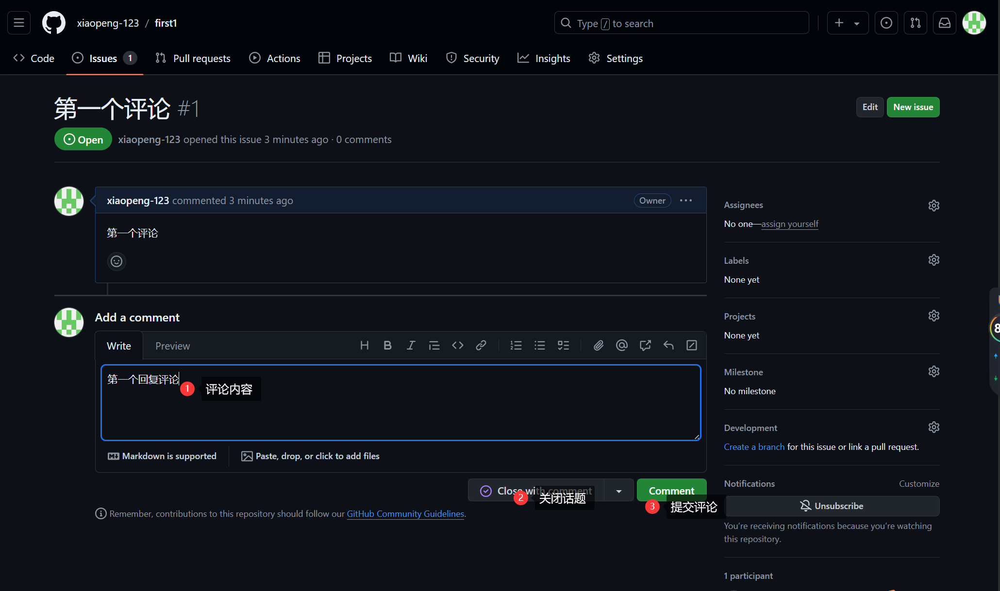 xiaopeng-123 / first1
Type / to search
Code
Issues 1
Pull requests
Actions
Projects
Wiki
Security
Insights
Settings
第一个评论 #1
Edit
New issue
Open
xiaopeng-123 opened this issue 3 minutes ago · 0 comments
xiaopeng-123 commented 3 minutes ago
Owner
第一个评论
Add a comment
Write
Preview
第一个回复评论
1 评论内容
Markdown is supported
Paste, drop, or click to add files
Close with comment
2 关闭话题
Comment
3 提交评论
Remember, contributions to this repository should follow our GitHub Community Guidelines.
Assignees
No one—assign yourself
Labels
None yet
Projects
None yet
Milestone
No milestone
Development
Create a branch for this issue or link a pull request.
Notifications
Customize
Unsubscribe
You’re receiving notifications because you’re watching
this repository.
1 participant